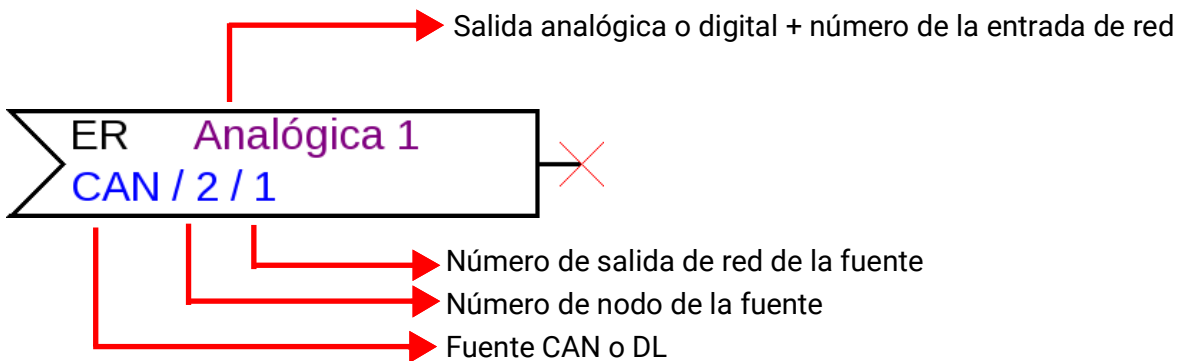 Salida analógica o digital + número de la entrada de red
ER Analógica 1
CAN / 2 / 1
Número de salida de red de la fuente
Número de nodo de la fuente
Fuente CAN o DL